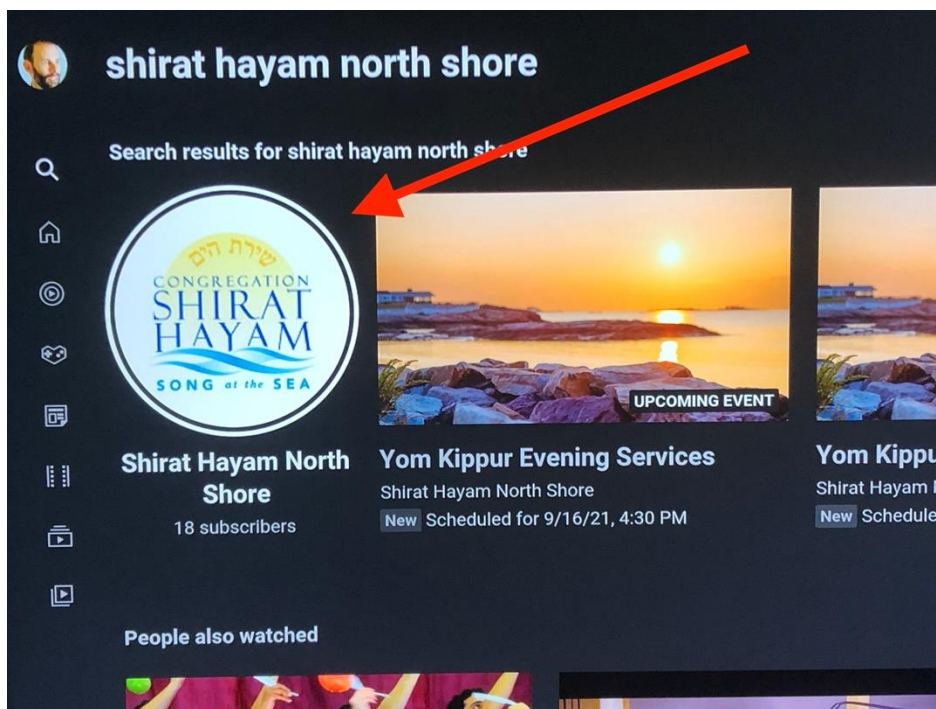 shirat hayam north shore
Search results for shirat hayam north shore
שירת הים
CONGREGATION
SHIRAT
HAYAM
SONG at the SEA
UPCOMING EVENT
Shirat Hayam North
Shore
18 subscribers
Yom Kippur Evening Services
Shirat Hayam North Shore
New Scheduled for 9/16/21, 4:30 PM
Yom
Shirat Hayam
New
People also watched